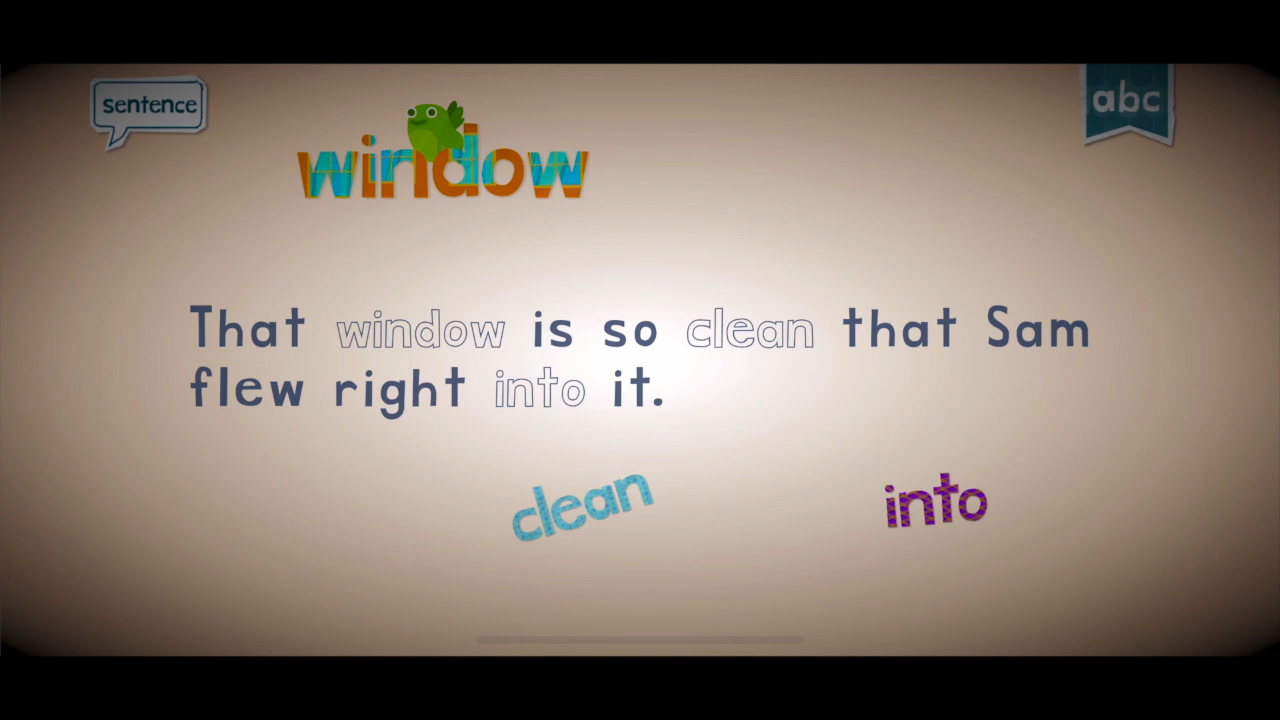 sentence
abc
window
That window is so clean that Sam
flew right into it.
clean
into